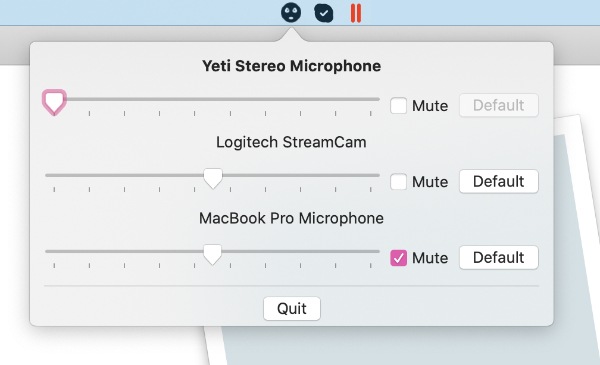 Yeti Stereo Microphone
Mute Default
Logitech StreamCam
Mute Default
MacBook Pro Microphone
Mute Default
Quit